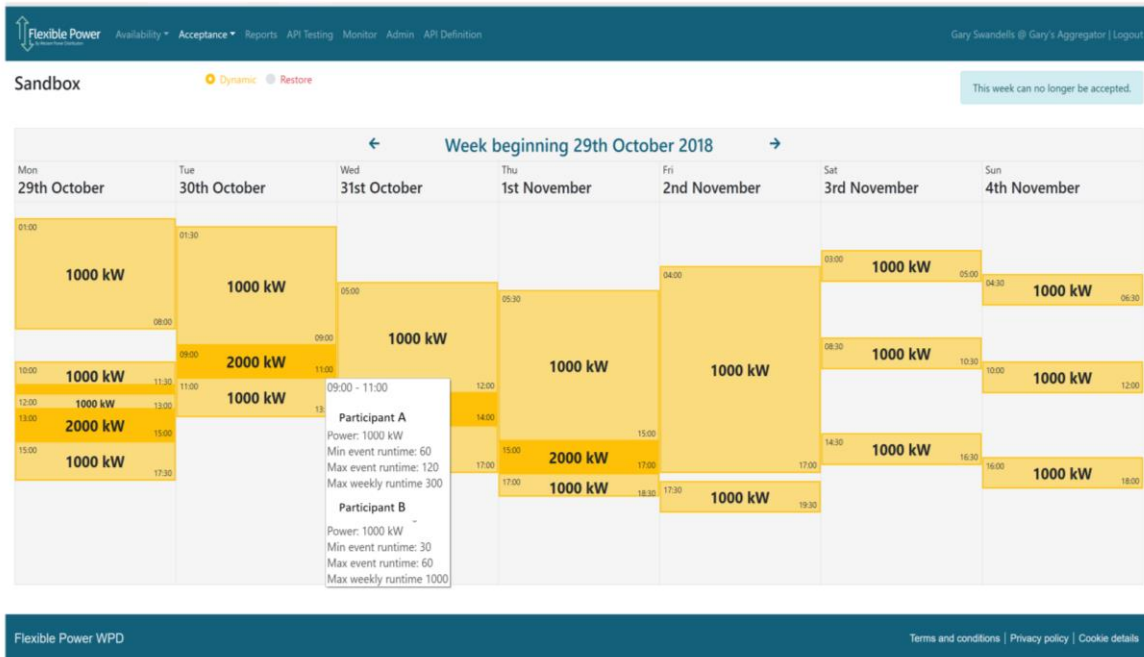 Flexible Power
By Western Power Distribution
Availability Acceptance Reports API Testing Monitor Admin API Definition
Gary Swandells @ Gary's Aggregator | Logout
Sandbox
Dynamic Restore
This week can no longer be accepted.
← Week beginning 29th October 2018 →
Mon
29th October
Tue
30th October
Wed
31st October
Thu
1st November
Fri
2nd November
Sat
3rd November
Sun
4th November
01:00
1000 kW
08:00
10:00
1000 kW
11:30
12:00
1000 kW
13:00
13:00
2000 kW
15:00
15:00
1000 kW
17:30
01:30
1000 kW
09:00
09:00
2000 kW
11:00
11:00
1000 kW
13:
05:00
1000 kW
12:00
14:00
17:00
09:00 - 11:00
Participant A
Power: 1000 kW
Min event runtime: 60
Max event runtime: 120
Max weekly runtime 300
Participant B
Power: 1000 kW
Min event runtime: 30
Max event runtime: 60
Max weekly runtime 1000
05:30
1000 kW
15:00
15:00
2000 kW
17:00
17:00
1000 kW
18:30
04:00
1000 kW
17:00
17:30
1000 kW
19:30
03:00
1000 kW
05:00
08:30
1000 kW
10:30
14:30
1000 kW
16:30
04:30
1000 kW
06:30
10:00
1000 kW
12:00
16:00
1000 kW
18:00
Flexible Power WPD
Terms and conditions | Privacy policy | Cookie details